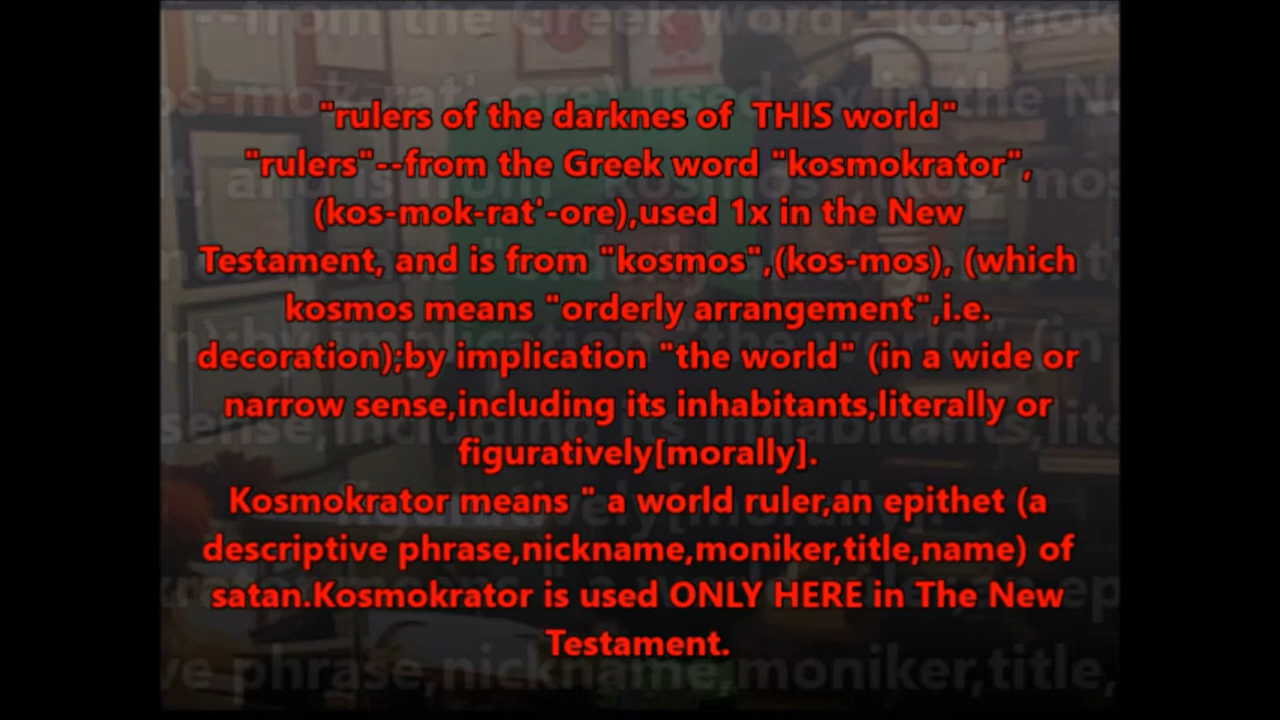 "rulers of the darknes of  THIS world"
"rulers"--from the Greek word "kosmokrator",
(kos-mok-rat'-ore),used 1x in the New
Testament, and is from "kosmos",(kos-mos), (which
kosmos means "orderly arrangement",i.e.
decoration);by implication "the world" (in a wide or
narrow sense,including its inhabitants,literally or
figuratively[morally].
Kosmokrator means " a world ruler,an epithet (a
descriptive phrase,nickname,moniker,title,name) of
satan.Kosmokrator is used ONLY HERE in The New
Testament.